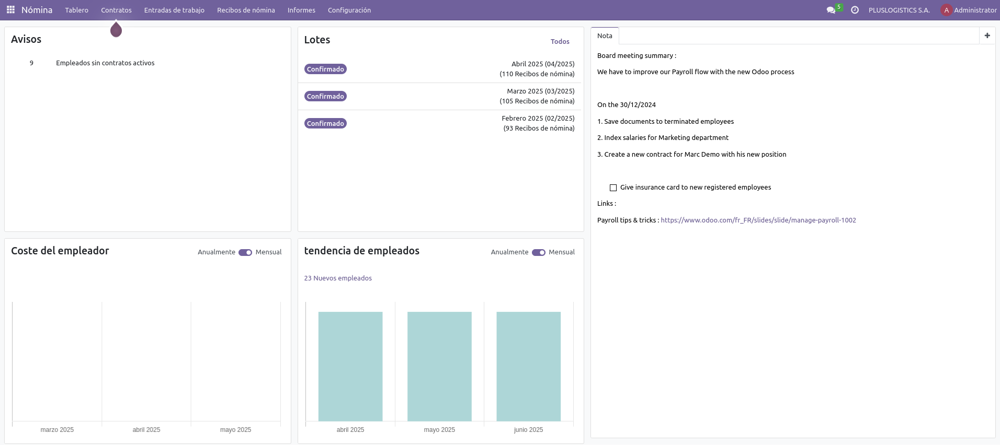 Nómina Tablero Contratos Entradas de trabajo Recibos de nómina Informes Configuración 5 PLUSLOGISTICS S.A. A Administrator
Avisos
9 Empleados sin contratos activos
Lotes Todos
Confirmado Abril 2025 (04/2025)
(110 Recibos de nómina)
Confirmado Marzo 2025 (03/2025)
(105 Recibos de nómina)
Confirmado Febrero 2025 (02/2025)
(93 Recibos de nómina)
Nota
Board meeting summary :
We have to improve our Payroll flow with the new Odoo process
On the 30/12/2024
1. Save documents to terminated employees
2. Index salaries for Marketing department
3. Create a new contract for Marc Demo with his new position
Give insurance card to new registered employees
Links :
Payroll tips & tricks : https://www.odoo.com/fr_FR/slides/slide/manage-payroll-1002
Coste del empleador Anualmente Mensual
marzo 2025 abril 2025 mayo 2025
tendencia de empleados Anualmente Mensual
23 Nuevos empleados
abril 2025 mayo 2025 junio 2025